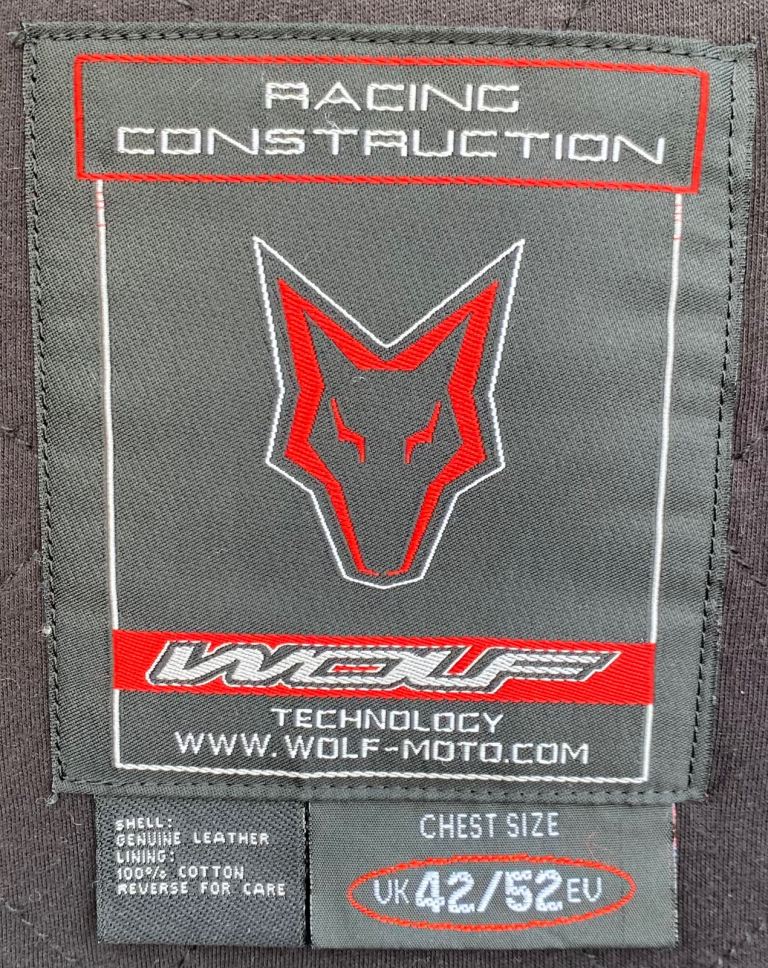 RACING
CONSTRUCTION
WOLF
TECHNOLOGY
WWW.WOLF-MOTO.COM
SHELL:
GENUINE LEATHER
LINING:
100% COTTON
REVERSE FOR CARE
CHEST SIZE
UK 42/52 EU